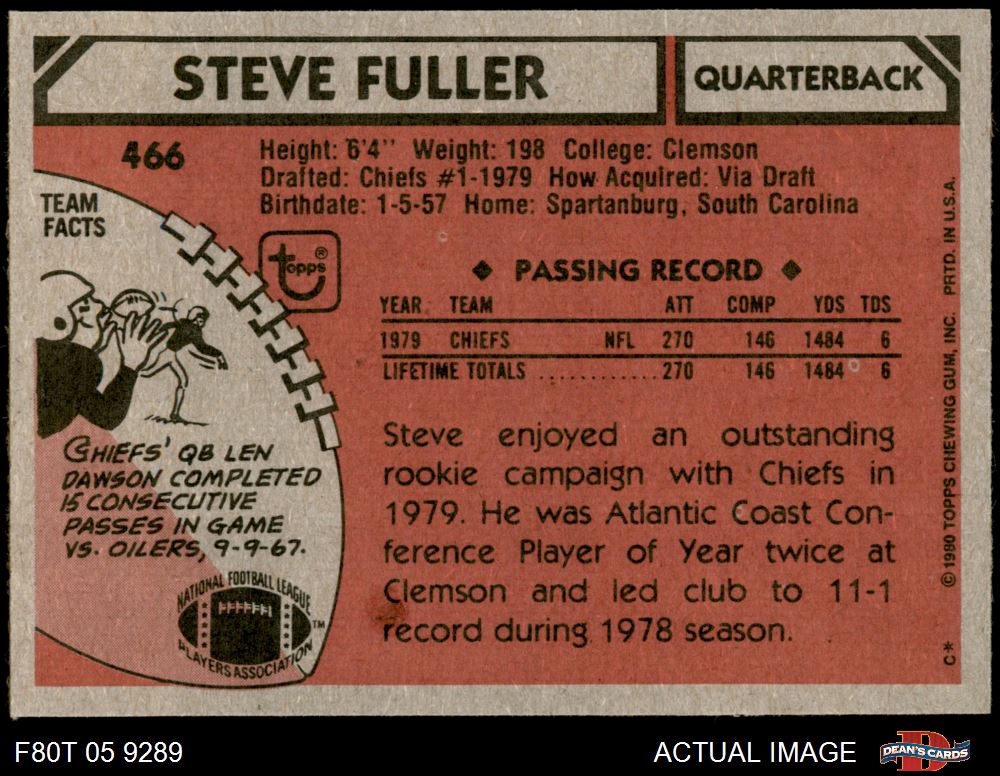 STEVE FULLER
QUARTERBACK
466
Height: 6'4" Weight: 198 College: Clemson
Drafted: Chiefs #1-1979 How Acquired: Via Draft
Birthdate: 1-5-57 Home: Spartanburg, South Carolina
TEAM
FACTS
topps®
◆ PASSING RECORD ◆
YEAR TEAM ATT COMP YDS TDS
1979 CHIEFS NFL 270 146 1484 6
LIFETIME TOTALS ............ 270 146 1484 6
Steve enjoyed an outstanding
rookie campaign with Chiefs in
1979. He was Atlantic Coast Con-
ference Player of Year twice at
Clemson and led club to 11-1
record during 1978 season.
CHIEFS' QB LEN
DAWSON COMPLETED
15 CONSECUTIVE
PASSES IN GAME
VS. OILERS, 9-9-67.
NATIONAL FOOTBALL LEAGUE
PLAYERS ASSOCIATION
TM
C* © 1980 TOPPS CHEWING GUM, INC. PRTD. IN U.S.A.
F80T 05 9289
ACTUAL IMAGE
D
DEAN'S CARDS